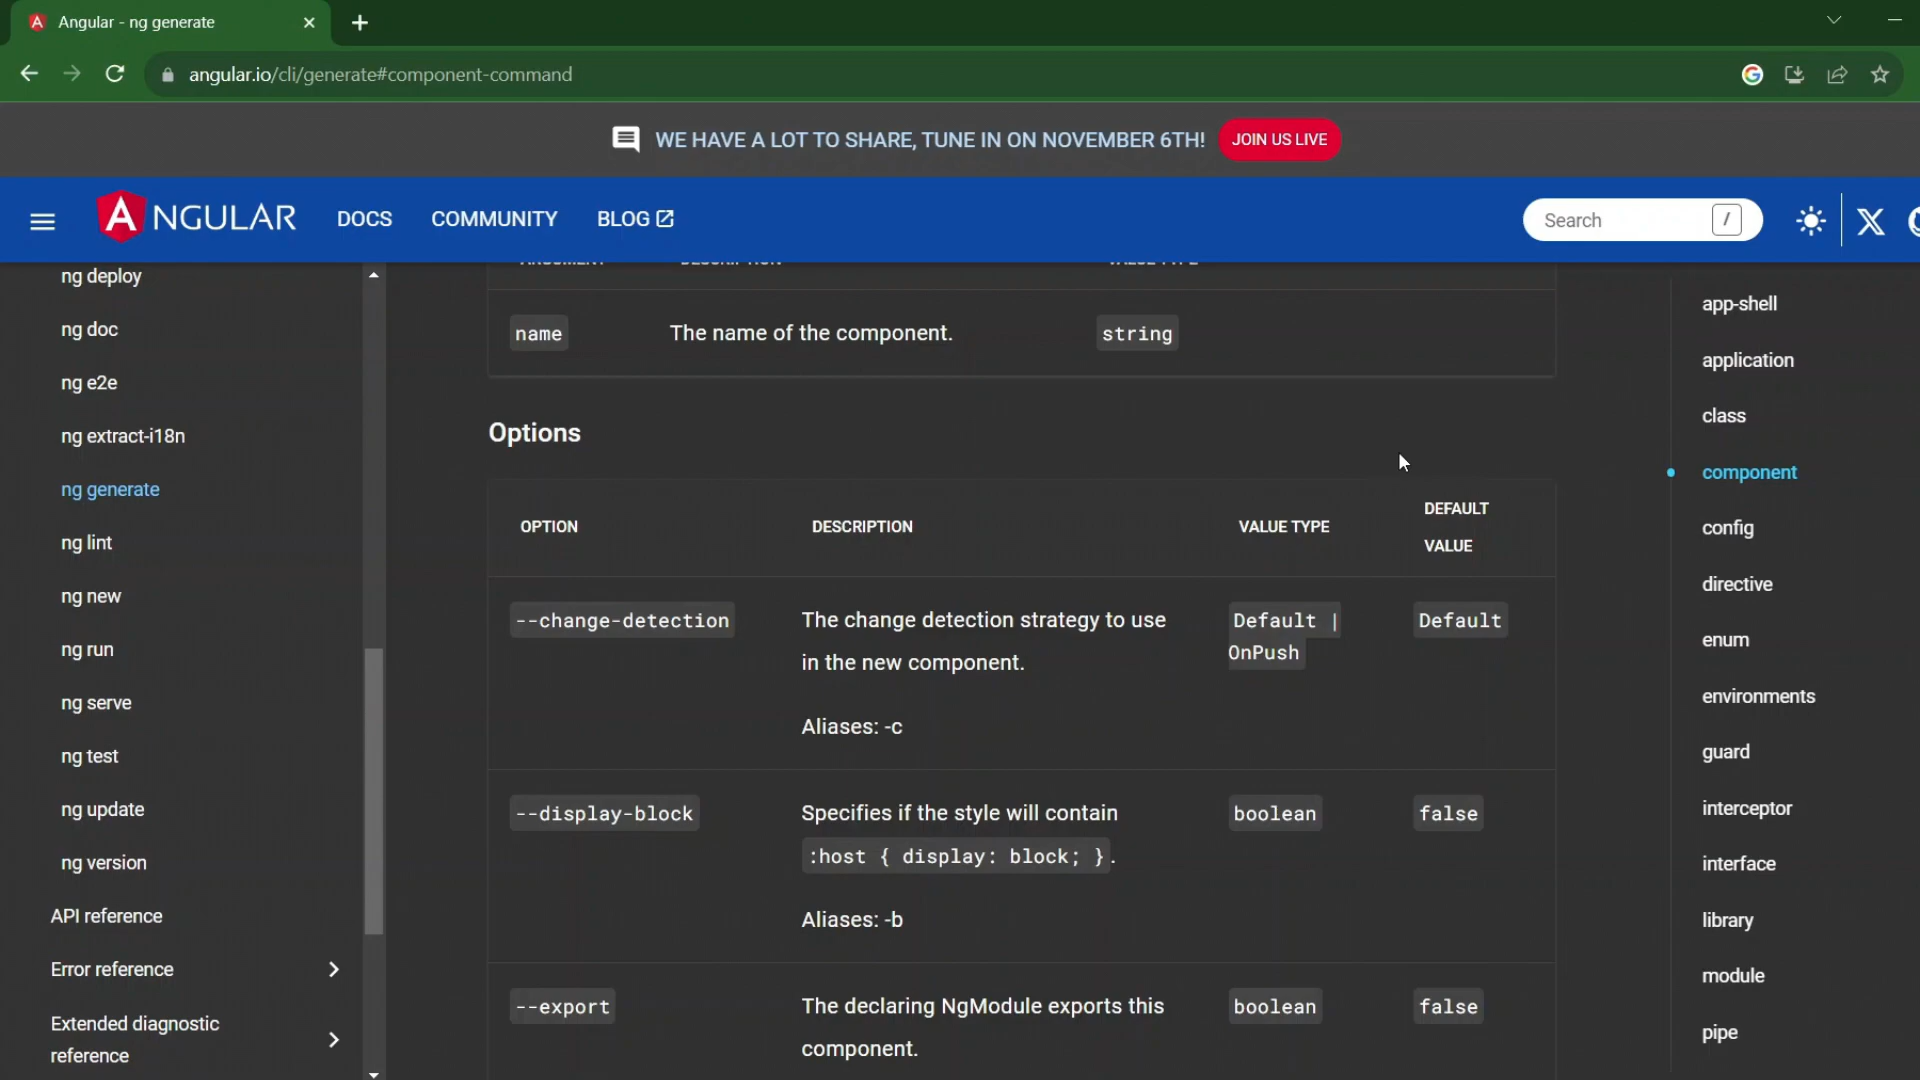 Angular - ng generate
angular.io/cli/generate#component-command
WE HAVE A LOT TO SHARE, TUNE IN ON NOVEMBER 6TH! JOIN US LIVE
ANGULAR DOCS COMMUNITY BLOG Search /
ng deploy
ng doc
ng e2e
ng extract-i18n
ng generate
ng lint
ng new
ng run
ng serve
ng test
ng update
ng version
API reference
Error reference
Extended diagnostic
reference
ARGUMENT DESCRIPTION VALUE TYPE
name The name of the component. string
Options
OPTION DESCRIPTION VALUE TYPE DEFAULT
VALUE
--change-detection The change detection strategy to use Default | Default
in the new component. OnPush
Aliases: -c
--display-block Specifies if the style will contain boolean false
:host { display: block; }.
Aliases: -b
--export The declaring NgModule exports this boolean false
component.
app-shell
application
class
component
config
directive
enum
environments
guard
interceptor
interface
library
module
pipe